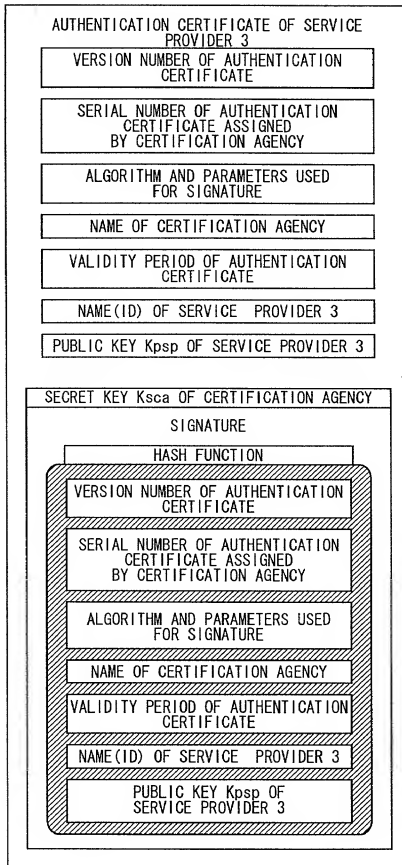 AUTHENTICATION CERTIFICATE OF SERVICE
PROVIDER 3
VERSION NUMBER OF AUTHENTICATION
CERTIFICATE
SERIAL NUMBER OF AUTHENTICATION
CERTIFICATE ASSIGNED
BY CERTIFICATION AGENCY
ALGORITHM AND PARAMETERS USED
FOR SIGNATURE
NAME OF CERTIFICATION AGENCY
VALIDITY PERIOD OF AUTHENTICATION
CERTIFICATE
NAME(ID) OF SERVICE PROVIDER 3
PUBLIC KEY Kpsp OF SERVICE PROVIDER 3
SECRET KEY Ksca OF CERTIFICATION AGENCY
SIGNATURE
HASH FUNCTION
VERSION NUMBER OF AUTHENTICATION
CERTIFICATE
SERIAL NUMBER OF AUTHENTICATION
CERTIFICATE ASSIGNED
BY CERTIFICATION AGENCY
ALGORITHM AND PARAMETERS USED
FOR SIGNATURE
NAME OF CERTIFICATION AGENCY
VALIDITY PERIOD OF AUTHENTICATION
CERTIFICATE
NAME(ID) OF SERVICE PROVIDER 3
PUBLIC KEY Kpsp OF
SERVICE PROVIDER 3